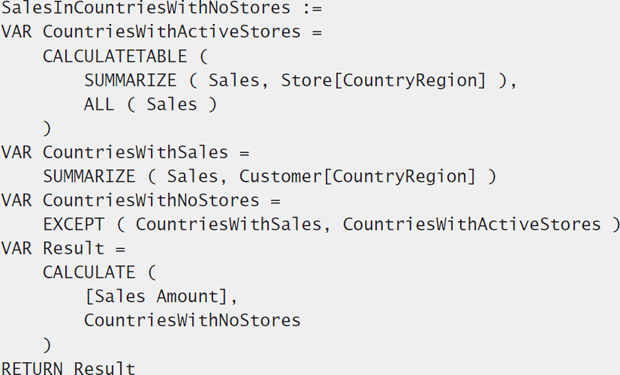 SalesInCountriesWithNoStores :=
VAR CountriesWithActiveStores =
    CALCULATETABLE (
        SUMMARIZE ( Sales, Store[CountryRegion] ),
        ALL ( Sales )
    )
VAR CountriesWithSales =
    SUMMARIZE ( Sales, Customer[CountryRegion] )
VAR CountriesWithNoStores =
    EXCEPT ( CountriesWithSales, CountriesWithActiveStores )
VAR Result =
    CALCULATE (
        [Sales Amount],
        CountriesWithNoStores
    )
RETURN Result